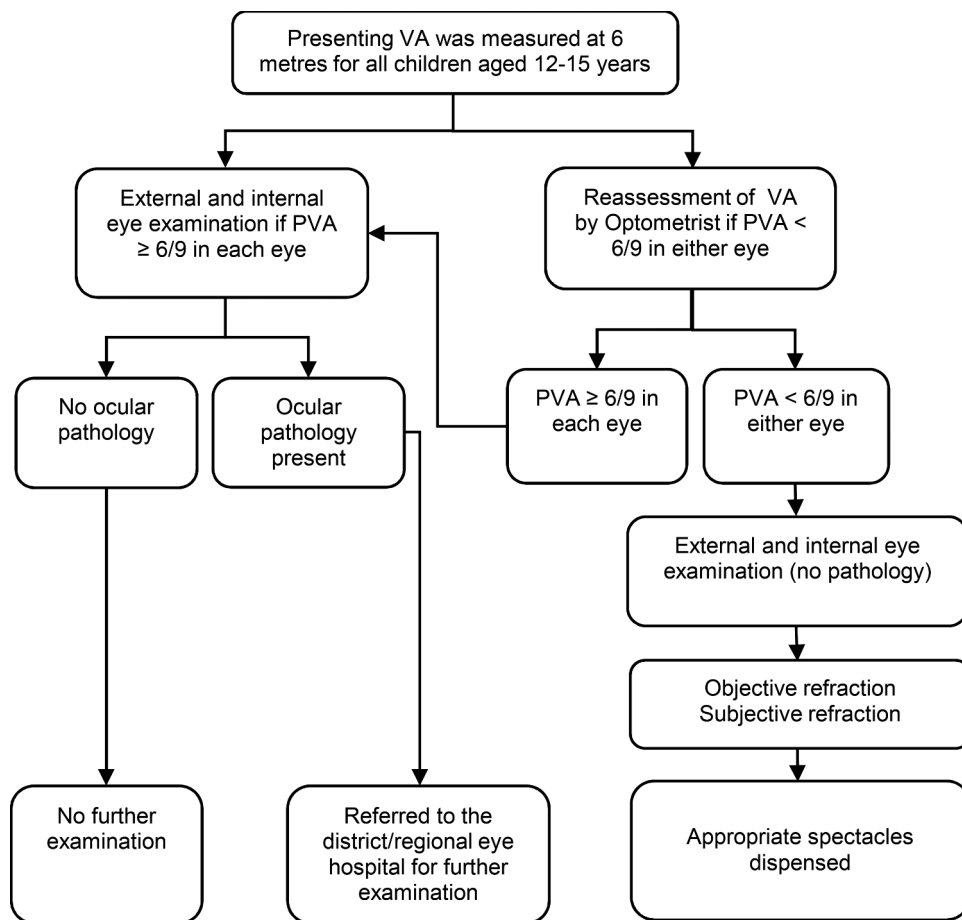 Presenting VA was measured at 6
metres for all children aged 12-15 years
External and internal
eye examination if PVA
≥ 6/9 in each eye
Reassessment of VA
by Optometrist if PVA <
6/9 in either eye
No ocular
pathology
Ocular
pathology
present
PVA ≥ 6/9 in
each eye
PVA < 6/9 in
either eye
External and internal eye
examination (no pathology)
Objective refraction
Subjective refraction
No further
examination
Referred to the
district/regional eye
hospital for further
examination
Appropriate spectacles
dispensed